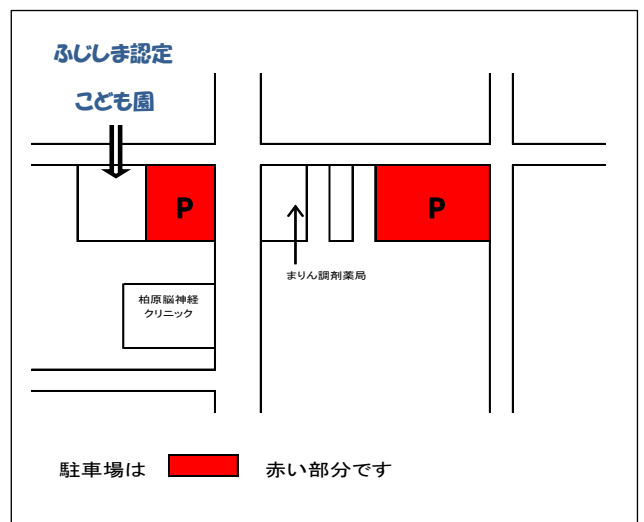 ふじしま認定
こども園
P
P
まりん調剤薬局
柏原脳神経
クリニック
駐車場は 赤い部分です